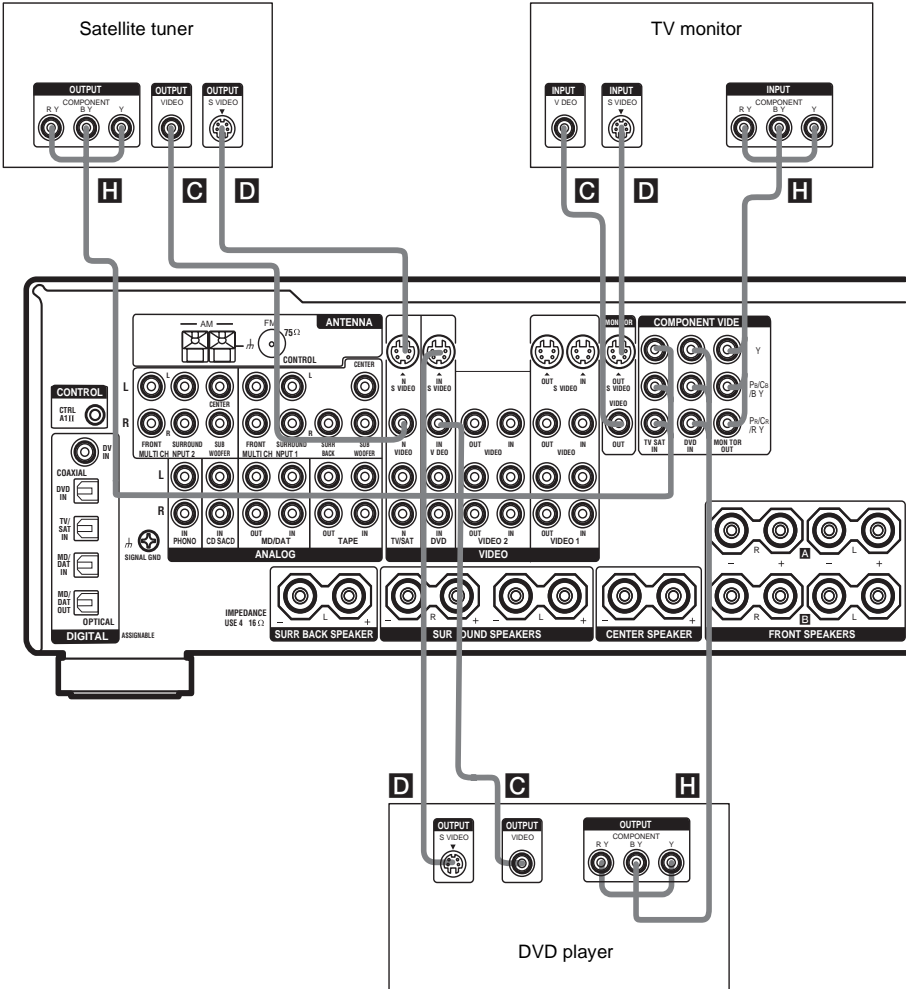 Satellite tuner
TV monitor
OUTPUT
COMPONENT
R Y B Y Y
OUTPUT
VIDEO
OUTPUT
S VIDEO
INPUT
V DEO
INPUT
S VIDEO
INPUT
COMPONENT
R Y B Y Y
H
C
D
C
D
H
AM
FM
75Ω
ANTENNA
CONTROL
CENTER
MONITOR
COMPONENT VIDE
Y
PB/CB
/B Y
PR/CR
/R Y
L
L
L
CENTER
N
S VIDEO
IN
S VIDEO
OUT IN
S VIDEO
OUT
S VIDEO
VIDEO
OUT
CONTROL
CTRL
A1II
R
R
R
FRONT SURROUND SUB
WOOFER
MULTI CH INPUT 2
FRONT SURROUND SURR
BACK
SUB
WOOFER
MULTI CH INPUT 1
N
VIDEO
IN
V DEO
OUT IN
VIDEO
OUT IN
VIDEO
TV SAT
IN
DVD
IN
MON TOR
OUT
DV
IN
COAXIAL
DVD
IN
TV/
SAT
IN
MD/
DAT
IN
MD/
DAT
OUT
OPTICAL
DIGITAL
ASSIGNABLE
SIGNAL GND
L
R
IN
PHONO
IN
CD SACD
OUT IN
MD/DAT
OUT IN
TAPE
IN
TV/SAT
IN
DVD
OUT IN
VIDEO 2
OUT IN
VIDEO 1
ANALOG
VIDEO
R A L
– + – +
IMPEDANCE
USE 4 16 Ω
– L +
– R +
– L +
– +
R B L
SURR BACK SPEAKER
SUR OUND SPEAKERS
CENTER SPEAKER
FRONT SPEAKERS
D
C
H
OUTPUT
S VIDEO
OUTPUT
VIDEO
OUTPUT
COMPONENT
R Y B Y Y
DVD player